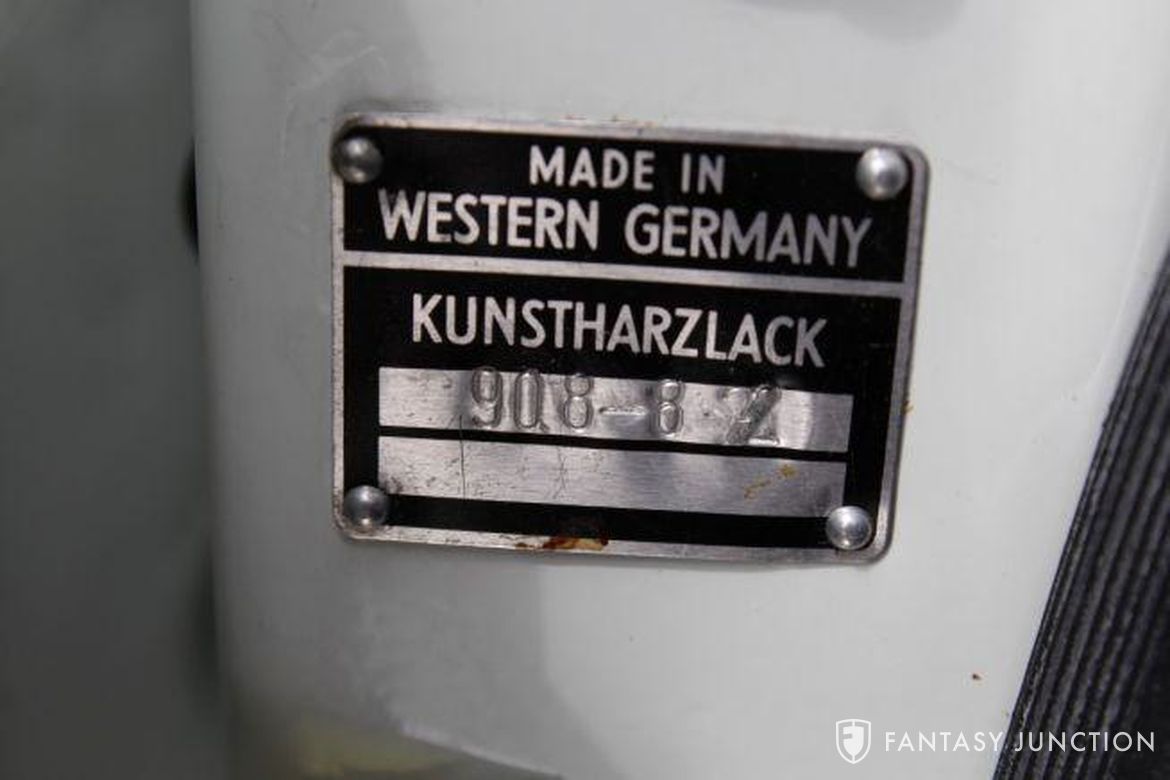 MADE IN
WESTERN GERMANY
KUNSTHARZLACK
908-8 2
FANTASY JUNCTION